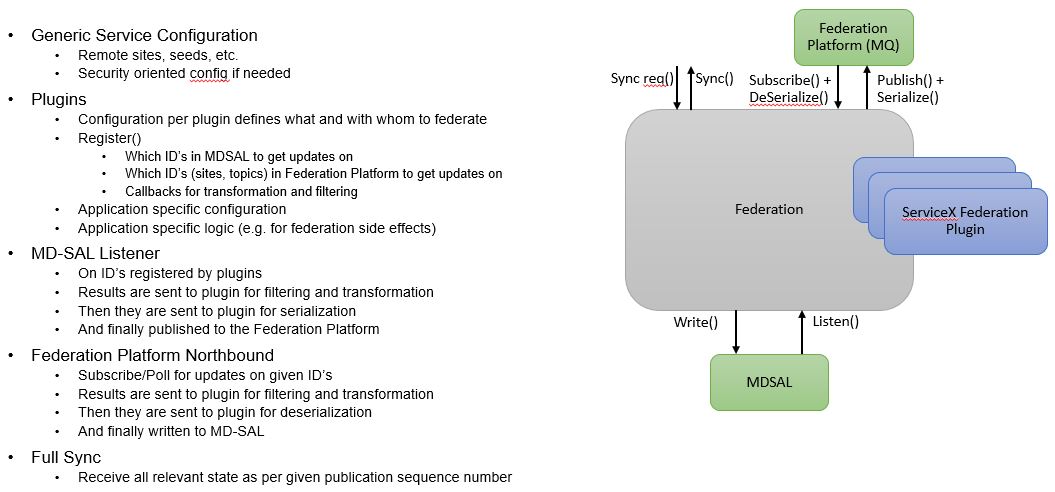 Generic Service Configuration
Remote sites, seeds, etc.
Security oriented config if needed
Plugins
Configuration per plugin defines what and with whom to federate
Register()
Which ID's in MDSAL to get updates on
Which ID's (sites, topics) in Federation Platform to get updates on
Callbacks for transformation and filtering
Application specific configuration
Application specific logic (e.g. for federation side effects)
MD-SAL Listener
On ID's registered by plugins
Results are sent to plugin for filtering and transformation
Then they are sent to plugin for serialization
And finally published to the Federation Platform
Federation Platform Northbound
Subscribe/Poll for updates on given ID's
Results are sent to plugin for filtering and transformation
Then they are sent to plugin for deserialization
And finally written to MD-SAL
Full Sync
Receive all relevant state as per given publication sequence number
Federation
Platform (MQ)
Sync req()
Sync()
Subscribe() +
DeSerialize()
Publish() +
Serialize()
Federation
ServiceX Federation
Plugin
Write()
Listen()
MDSAL